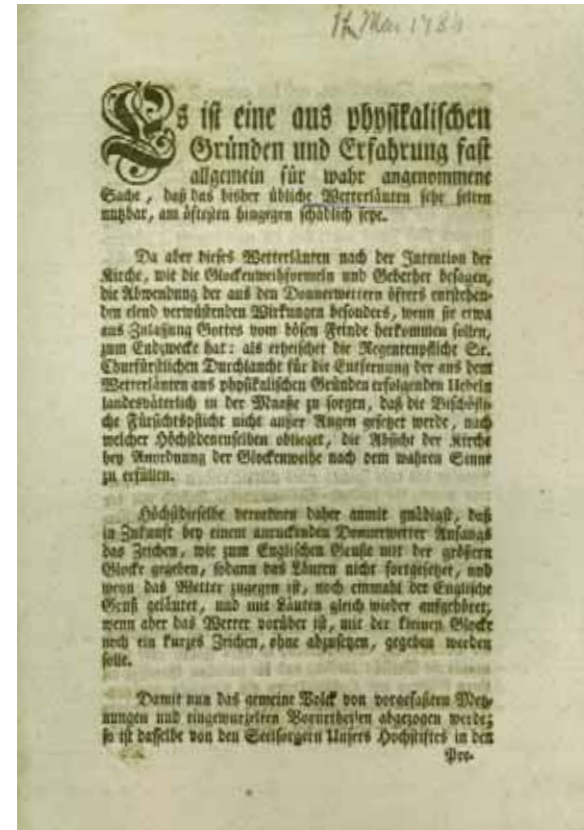 17. Mai 1784
Es ist eine aus physikalischen
Gründen und Erfahrung fast
allgemein für wahr angenommene
Sache, daß das bisher übliche Wetterläuten sehr selten
nutzbar, am öftesten hingegen schädlich seye.
Da aber dieses Wetterläuten nach der Intention der
Kirche, wie die Glockenweihformeln und Gebether besagen,
die Abwendung der aus den Donnerwettern öfters entstehen-
den elend verwüstenden Wirkungen besonders, wenn sie etwa
aus Zulaßung Gottes vom bösen Feinde herkommen sollen,
zum Endzwecke hat: als erheischet die Regentenpflicht Sr.
Churfürstlichen Durchlaucht für die Entfernung der aus dem
Wetterläuten aus physikalischen Gründen erfolgenden Uebeln
landesväterlich in der Maaße zu sorgen, daß die Bischöfli-
che Fürsichtspflicht nicht außer Augen gesetzet werde, nach
welcher Höchstdenenselben oblieget, die Absicht der Kirche
bey Anordnung der Glockenweihe nach dem wahren Sinne
zu erfüllen.
Höchstdieselbe verordnen daher anmit gnädigst, daß
in Zukunft bey einem anruckenden Donnerwetter Anfangs
das Zeichen, wie zum Englischen Gruße mit der größern
Glocke gegeben, sodann das Läuten nicht fortgesetzet, und
wenn das Wetter zugegen ist, noch einmahl der Englische
Gruß geläutet, und mit Läuten gleich wieder aufgehöret,
wenn aber das Wetter vorüber ist, mit der kleinen Glocke
noch ein kurzes Zeichen, ohne abzusetzen, gegeben werden
solle.
Damit nun das gemeine Volck von vorgefaßten Mey-
nungen und eingewurzelten Vorurtheilen abgezogen werde;
so ist dasselbe von den Seelsorgern Unsers Hochstiftes in den
Pre-